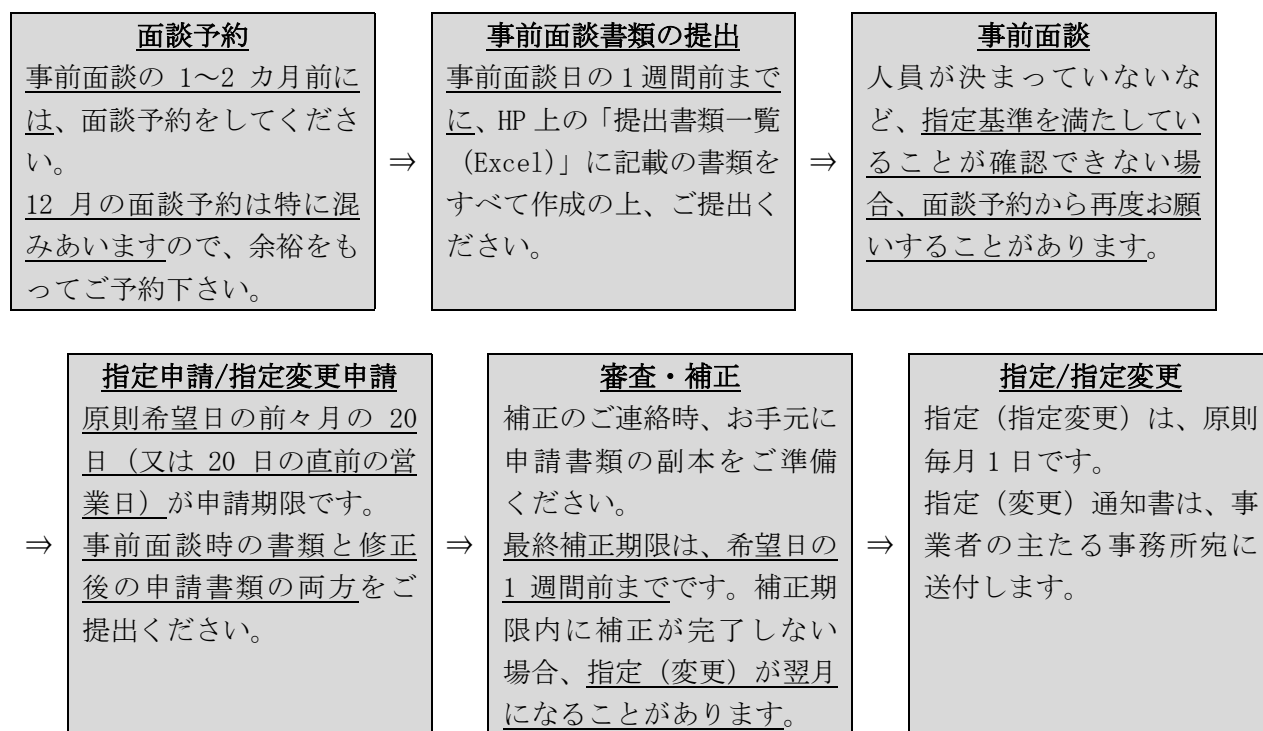 面談予約
事前面談の 1～2 カ月前に
は、面談予約をしてくださ
い。
12 月の面談予約は特に混
みあいますので、余裕をも
ってご予約下さい。
⇒
事前面談書類の提出
事前面談日の１週間前まで
に、HP 上の「提出書類一覧
（Excel）」に記載の書類を
すべて作成の上、ご提出く
ださい。
⇒
事前面談
人員が決まっていないな
ど、指定基準を満たしてい
ることが確認できない場
合、面談予約から再度お願
いすることがあります。
⇒
指定申請/指定変更申請
原則希望日の前々月の 20
日（又は 20 日の直前の営
業日）が申請期限です。
事前面談時の書類と修正
後の申請書類の両方をご
提出ください。
⇒
審査・補正
補正のご連絡時、お手元に
申請書類の副本をご準備
ください。
最終補正期限は、希望日の
1 週間前までです。補正期
限内に補正が完了しない
場合、指定（変更）が翌月
になることがあります。
⇒
指定/指定変更
指定（指定変更）は、原則
毎月１日です。
指定（変更）通知書は、事
業者の主たる事務所宛に
送付します。